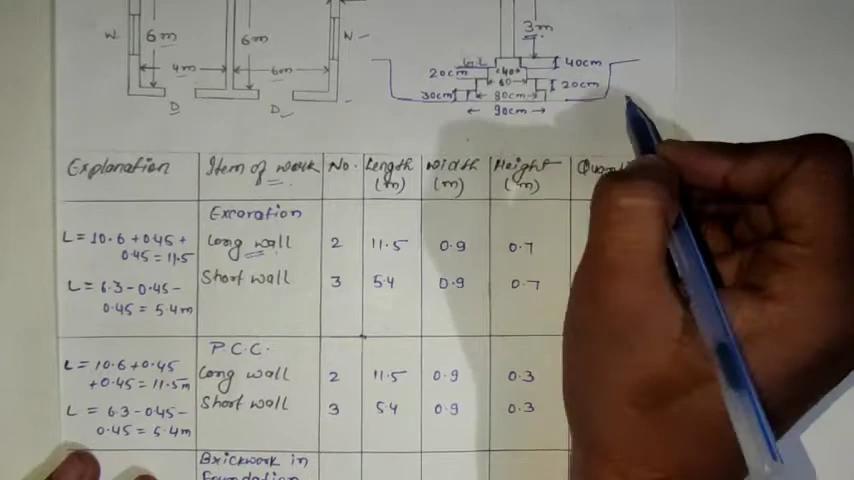 3m
W
6m
6m
W
4m
6m
D
D
G.L
40cm
20cm
40
60
20cm
30cm
80cm
90cm
Explanation
Item of work
No.
Length (m)
Width (m)
Height (m)
Excavation
L = 10.6 + 0.45 +
0.45 = 11.5
Long wall
2
11.5
0.9
0.7
L = 6.3 - 0.45 -
0.45 = 5.4m
Short wall
3
5.4
0.9
0.7
P.C.C.
L = 10.6 + 0.45
+ 0.45 = 11.5m
Long wall
2
11.5
0.9
0.3
L = 6.3 - 0.45 -
0.45 = 5.4m
Short wall
3
5.4
0.9
0.3
Brickwork in
Foundation